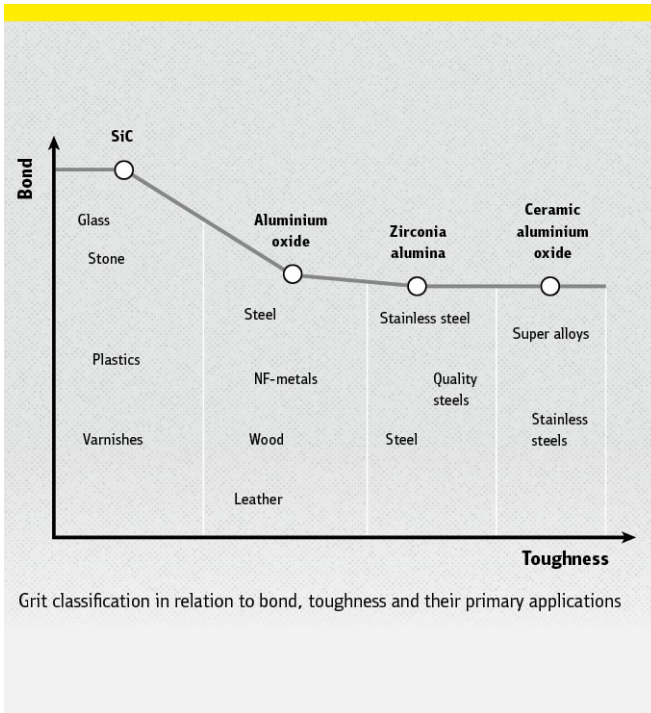 SiC
Bond
Glass
Stone
Plastics
Varnishes
Aluminium
oxide
Steel
NF-metals
Wood
Leather
Zirconia
alumina
Stainless steel
Quality
steels
Steel
Ceramic
aluminium
oxide
Super alloys
Stainless
steels
Toughness
Grit classification in relation to bond, toughness and their primary applications